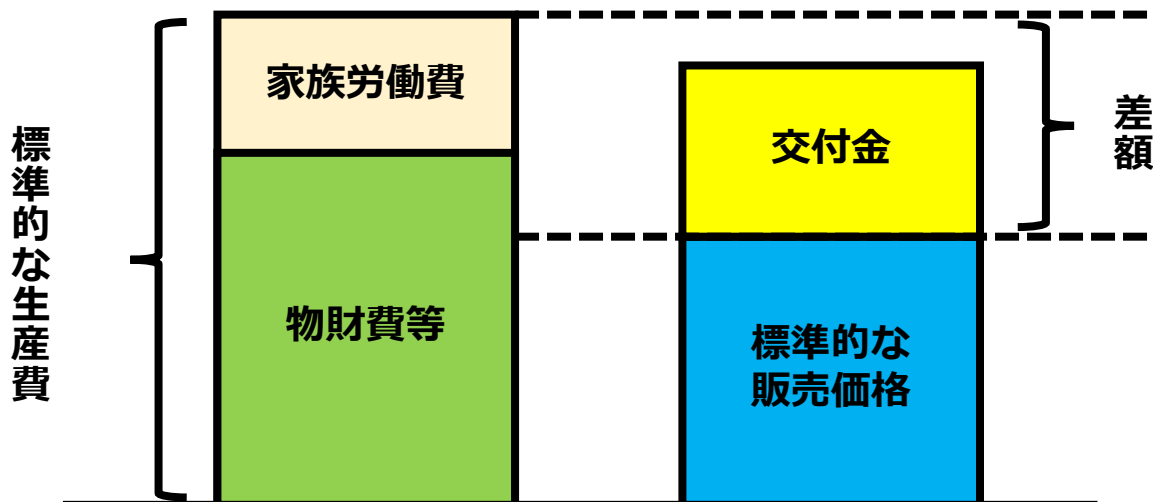 標準的な生産費
家族労働費
物財費等
交付金
標準的な
販売価格
差額